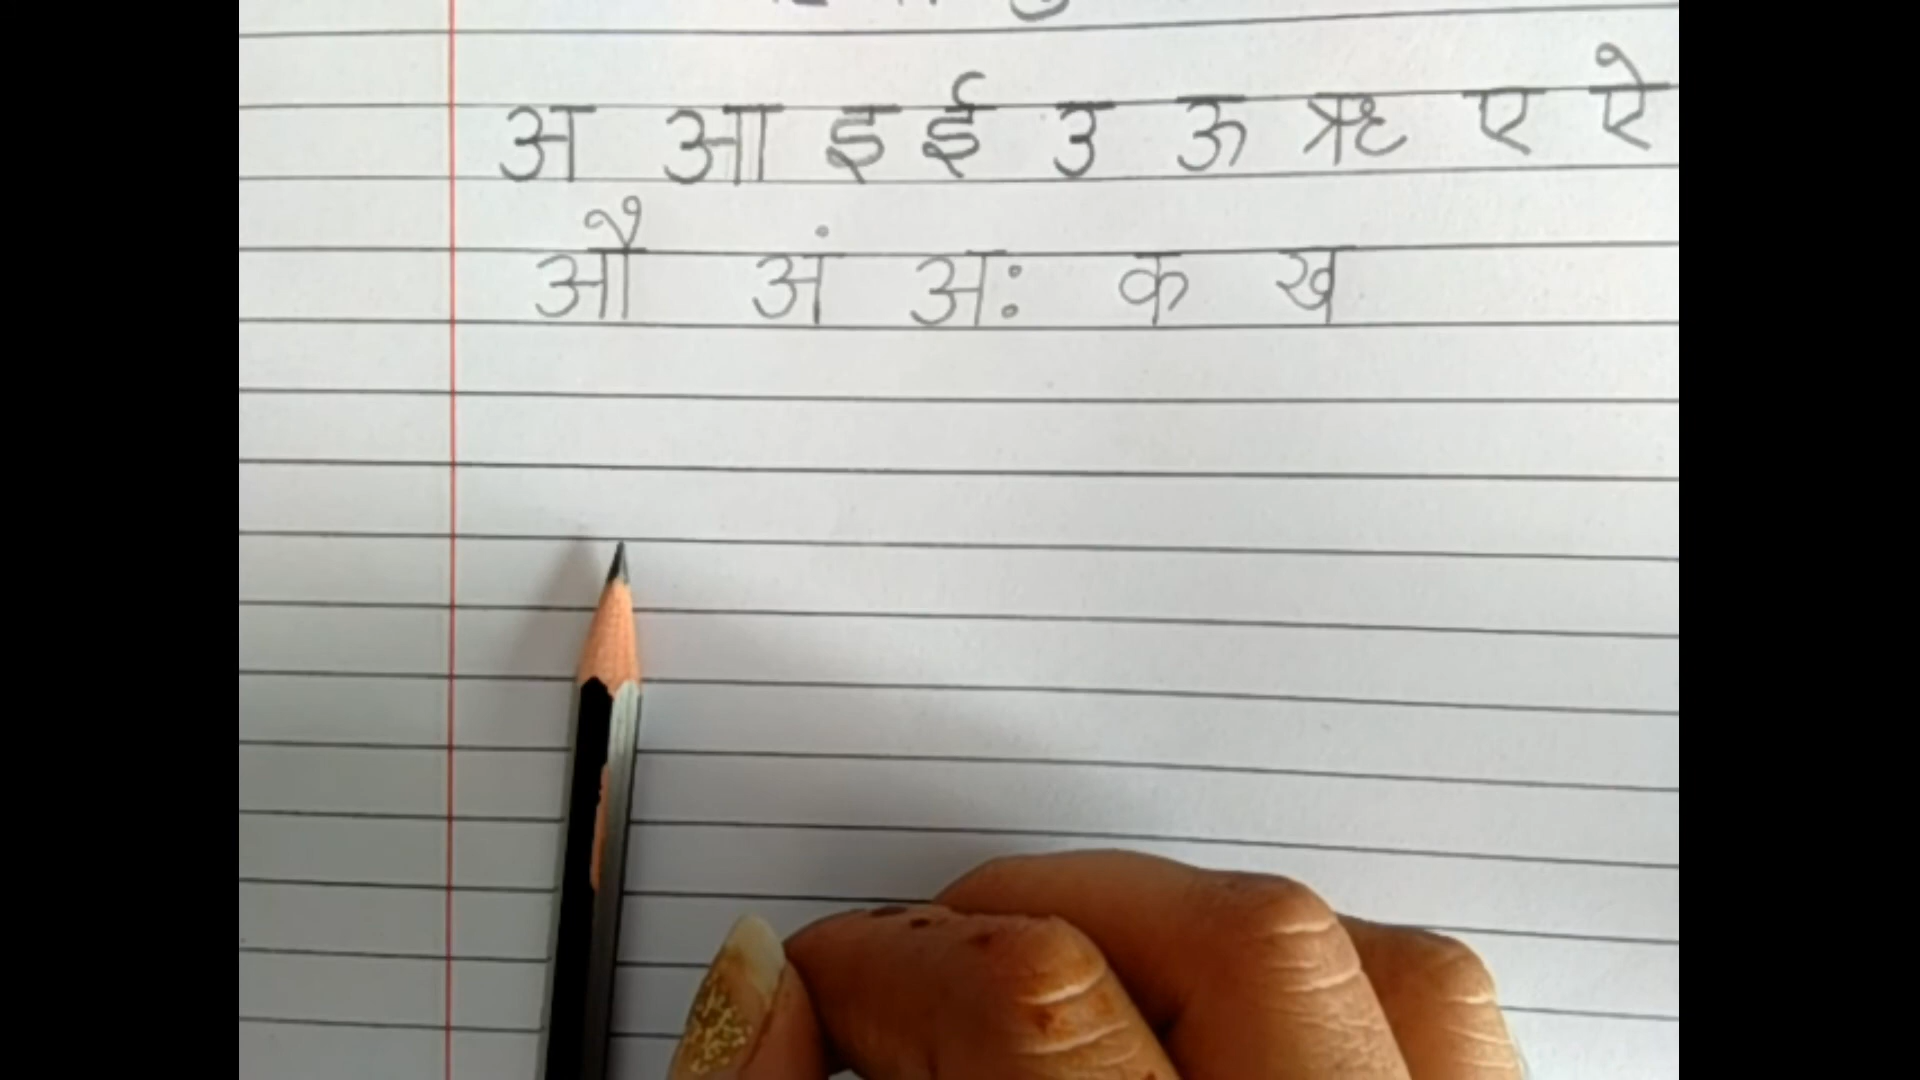 अ आ इ ई उ ऊ ऋ ए ऐ
औ अं अः क ख